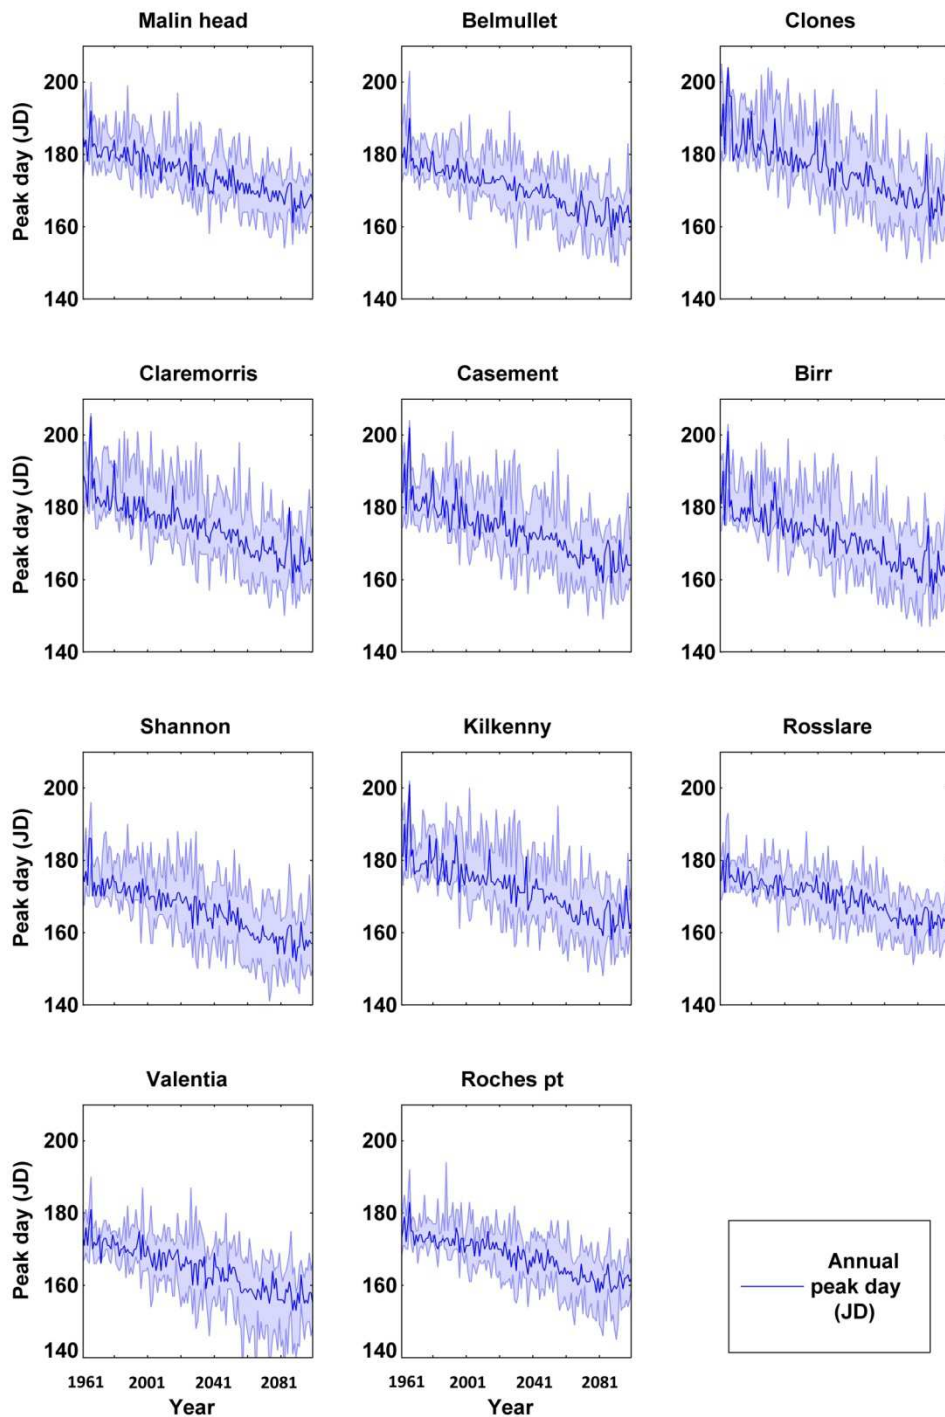 Malin head
Belmullet
Clones
Peak day (JD)
200
180
160
140
200
180
160
140
200
180
160
140
Claremorris
Casement
Birr
Peak day (JD)
200
180
160
140
200
180
160
140
200
180
160
140
Shannon
Kilkenny
Rosslare
Peak day (JD)
200
180
160
140
200
180
160
140
200
180
160
140
Valentia
Roches pt
Peak day (JD)
200
180
160
140
200
180
160
140
1961 2001 2041 2081
Year
1961 2001 2041 2081
Year
Annual
peak day
(JD)